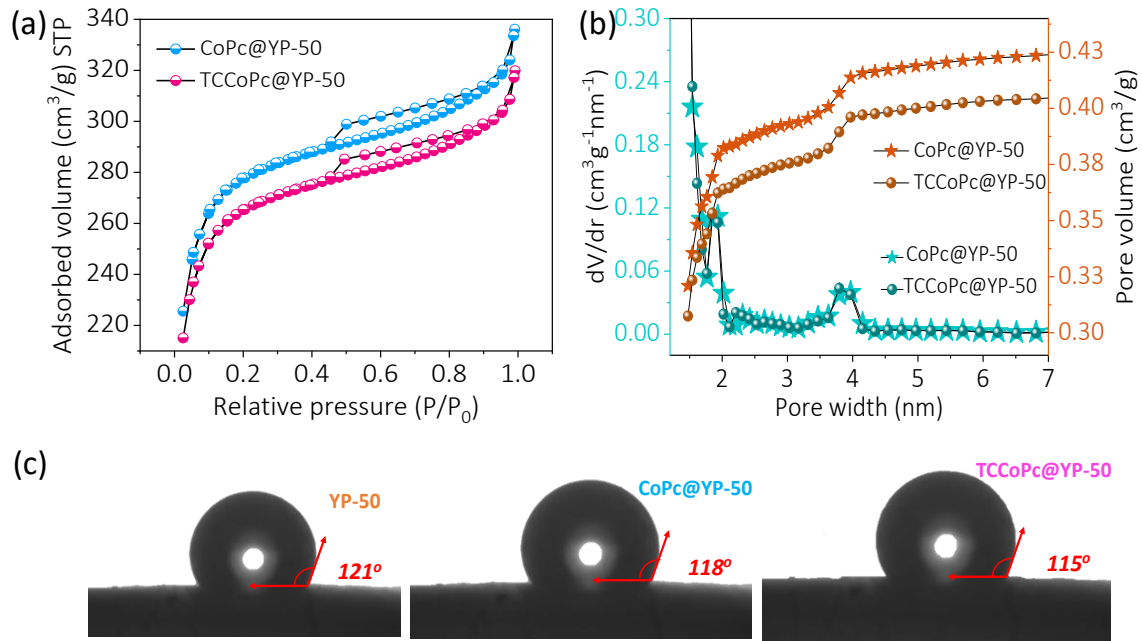 (a)
340
320
300
280
260
240
220
Adsorbed volume (cm³/g) STP
CoPc@YP-50
TCCoPc@YP-50
0.0 0.2 0.4 0.6 0.8 1.0
Relative pressure (P/P₀)
(b)
0.30
0.24
0.18
0.12
0.06
0.00
dV/dr (cm³g⁻¹nm⁻¹)
CoPc@YP-50
TCCoPc@YP-50
CoPc@YP-50
TCCoPc@YP-50
0.43
0.40
0.38
0.35
0.33
0.30
Pore volume (cm³/g)
2 3 4 5 6 7
Pore width (nm)
(c)
YP-50
121°
CoPc@YP-50
118°
TCCoPc@YP-50
115°